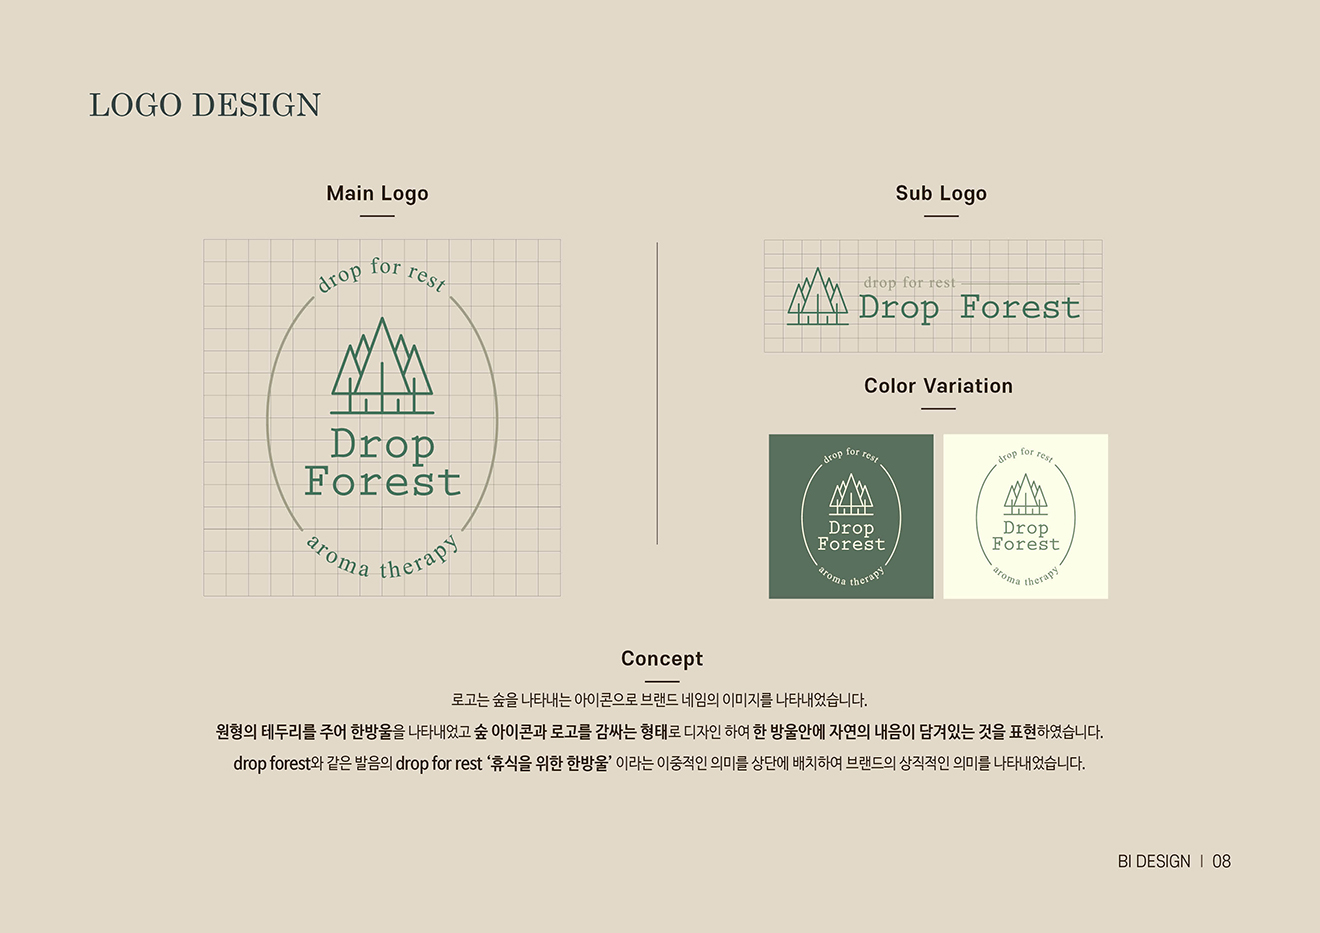 LOGO DESIGN
Main Logo
drop for rest
Drop
Forest
aroma therapy
Sub Logo
drop for rest
Drop Forest
Color Variation
drop for rest
Drop
Forest
aroma therapy
drop for rest
Drop
Forest
aroma therapy
Concept
로고는 숲을 나타내는 아이콘으로 브랜드 네임의 이미지를 나타내었습니다.
원형의 테두리를 주어 한방울을 나타내었고 숲 아이콘과 로고를 감싸는 형태로 디자인 하여 한 방울안에 자연의 내음이 담겨있는 것을 표현하였습니다.
drop forest와 같은 발음의 drop for rest ‘휴식을 위한 한방울’ 이라는 이중적인 의미를 상단에 배치하여 브랜드의 상직적인 의미를 나타내었습니다.
BI DESIGN | 08